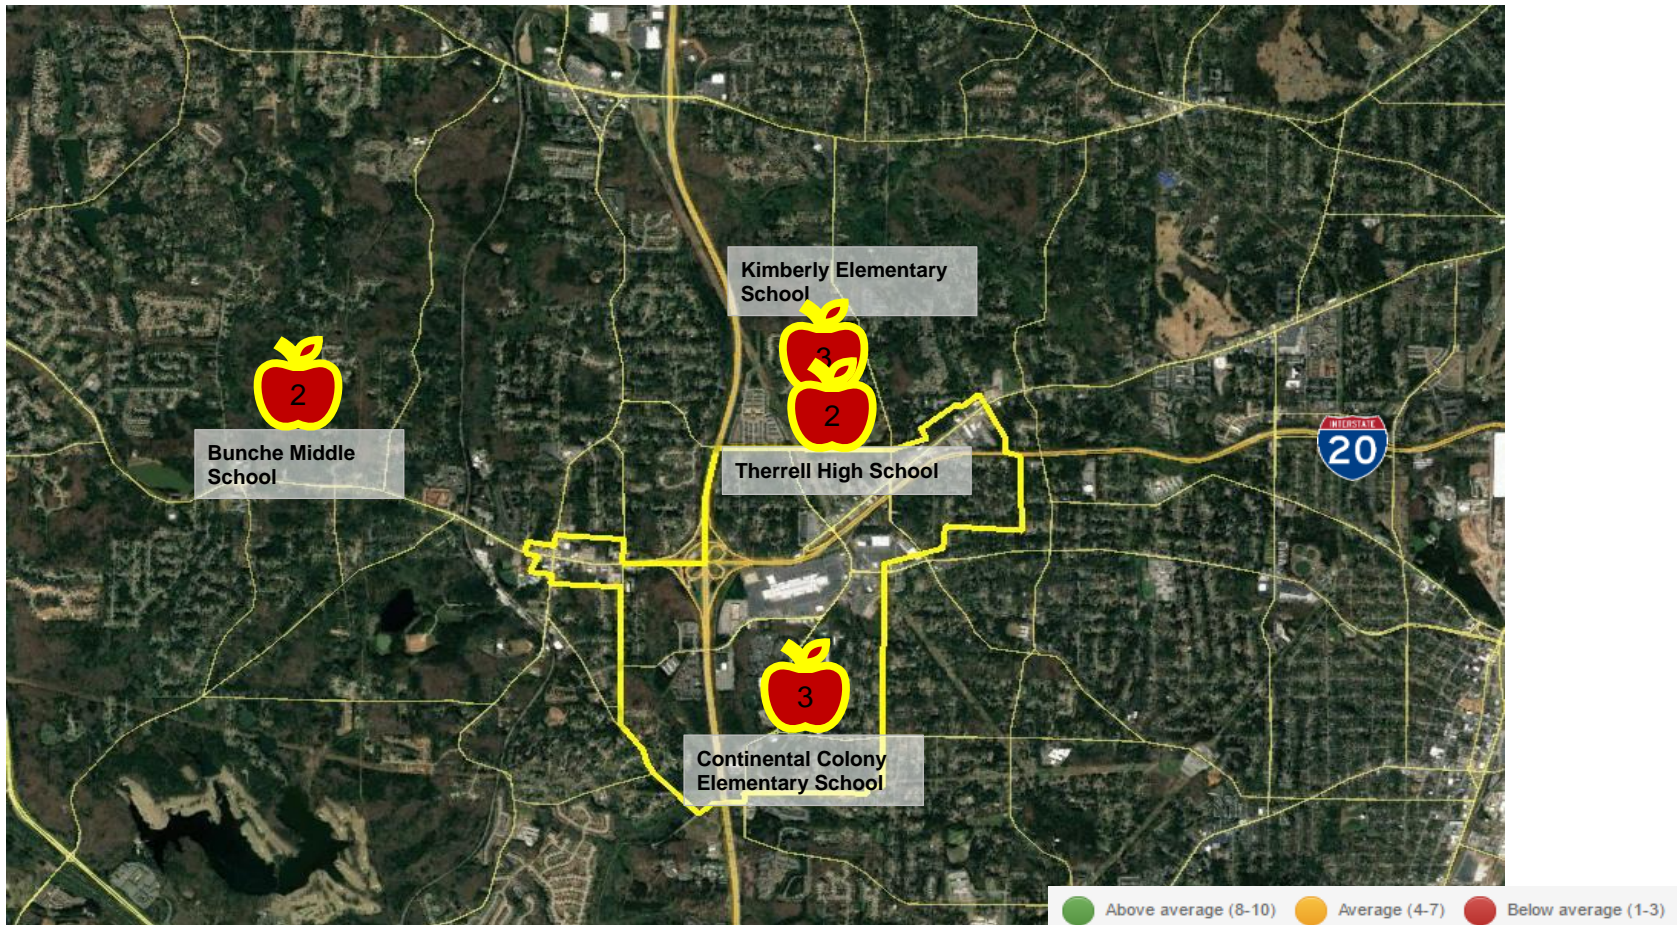 Kimberly Elementary
School
3
2
2
Bunche Middle
School
Therrell High School
INTERSTATE
20
3
Continental Colony
Elementary School
Above average (8-10)
Average (4-7)
Below average (1-3)